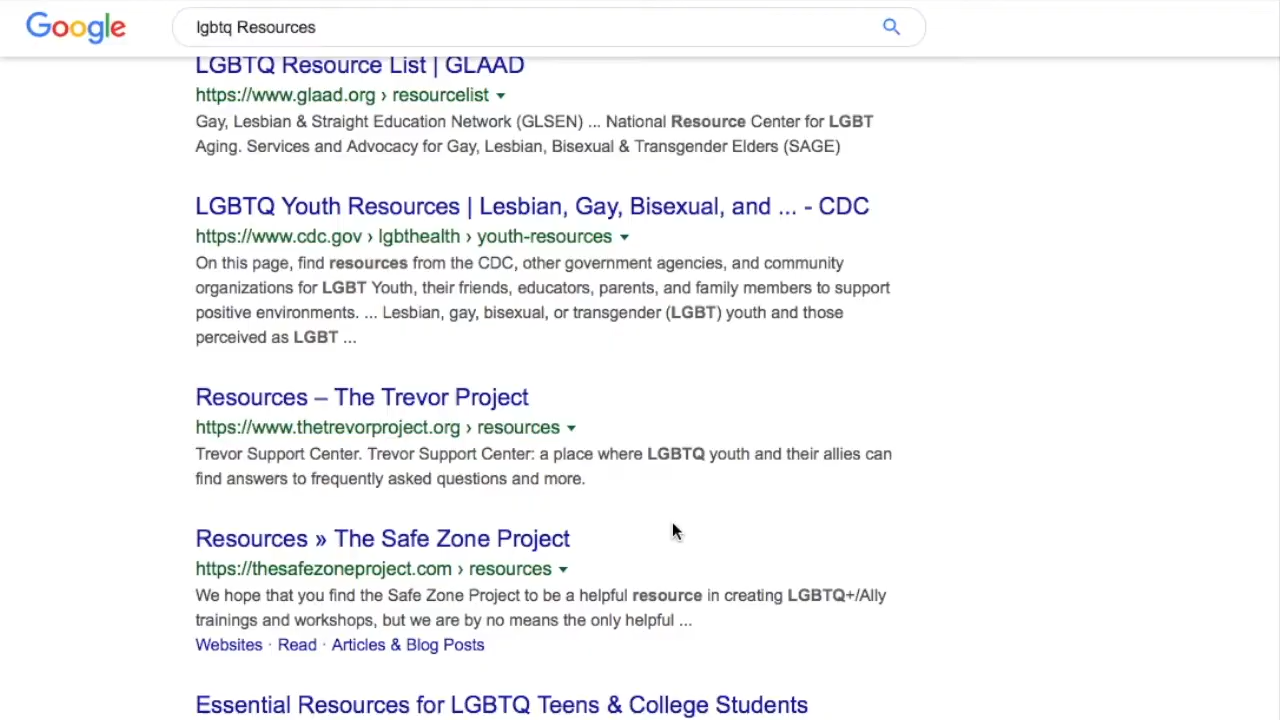 Google
lgbtq Resources
LGBTQ Resource List | GLAAD
https://www.glaad.org › resourcelist
Gay, Lesbian & Straight Education Network (GLSEN) ... National Resource Center for LGBT
Aging. Services and Advocacy for Gay, Lesbian, Bisexual & Transgender Elders (SAGE)
LGBTQ Youth Resources | Lesbian, Gay, Bisexual, and ... - CDC
https://www.cdc.gov › lgbthealth › youth-resources
On this page, find resources from the CDC, other government agencies, and community
organizations for LGBT Youth, their friends, educators, parents, and family members to support
positive environments. ... Lesbian, gay, bisexual, or transgender (LGBT) youth and those
perceived as LGBT ...
Resources – The Trevor Project
https://www.thetrevorproject.org › resources
Trevor Support Center. Trevor Support Center: a place where LGBTQ youth and their allies can
find answers to frequently asked questions and more.
Resources » The Safe Zone Project
https://thesafezoneproject.com › resources
We hope that you find the Safe Zone Project to be a helpful resource in creating LGBTQ+/Ally
trainings and workshops, but we are by no means the only helpful ...
Websites · Read · Articles & Blog Posts
Essential Resources for LGBTQ Teens & College Students